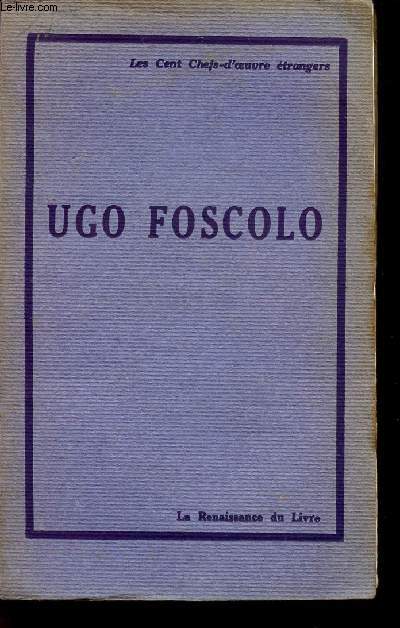 Le-livre.com
Les Cent Chefs-d'œuvre étrangers
UGO FOSCOLO
La Renaissance du Livre